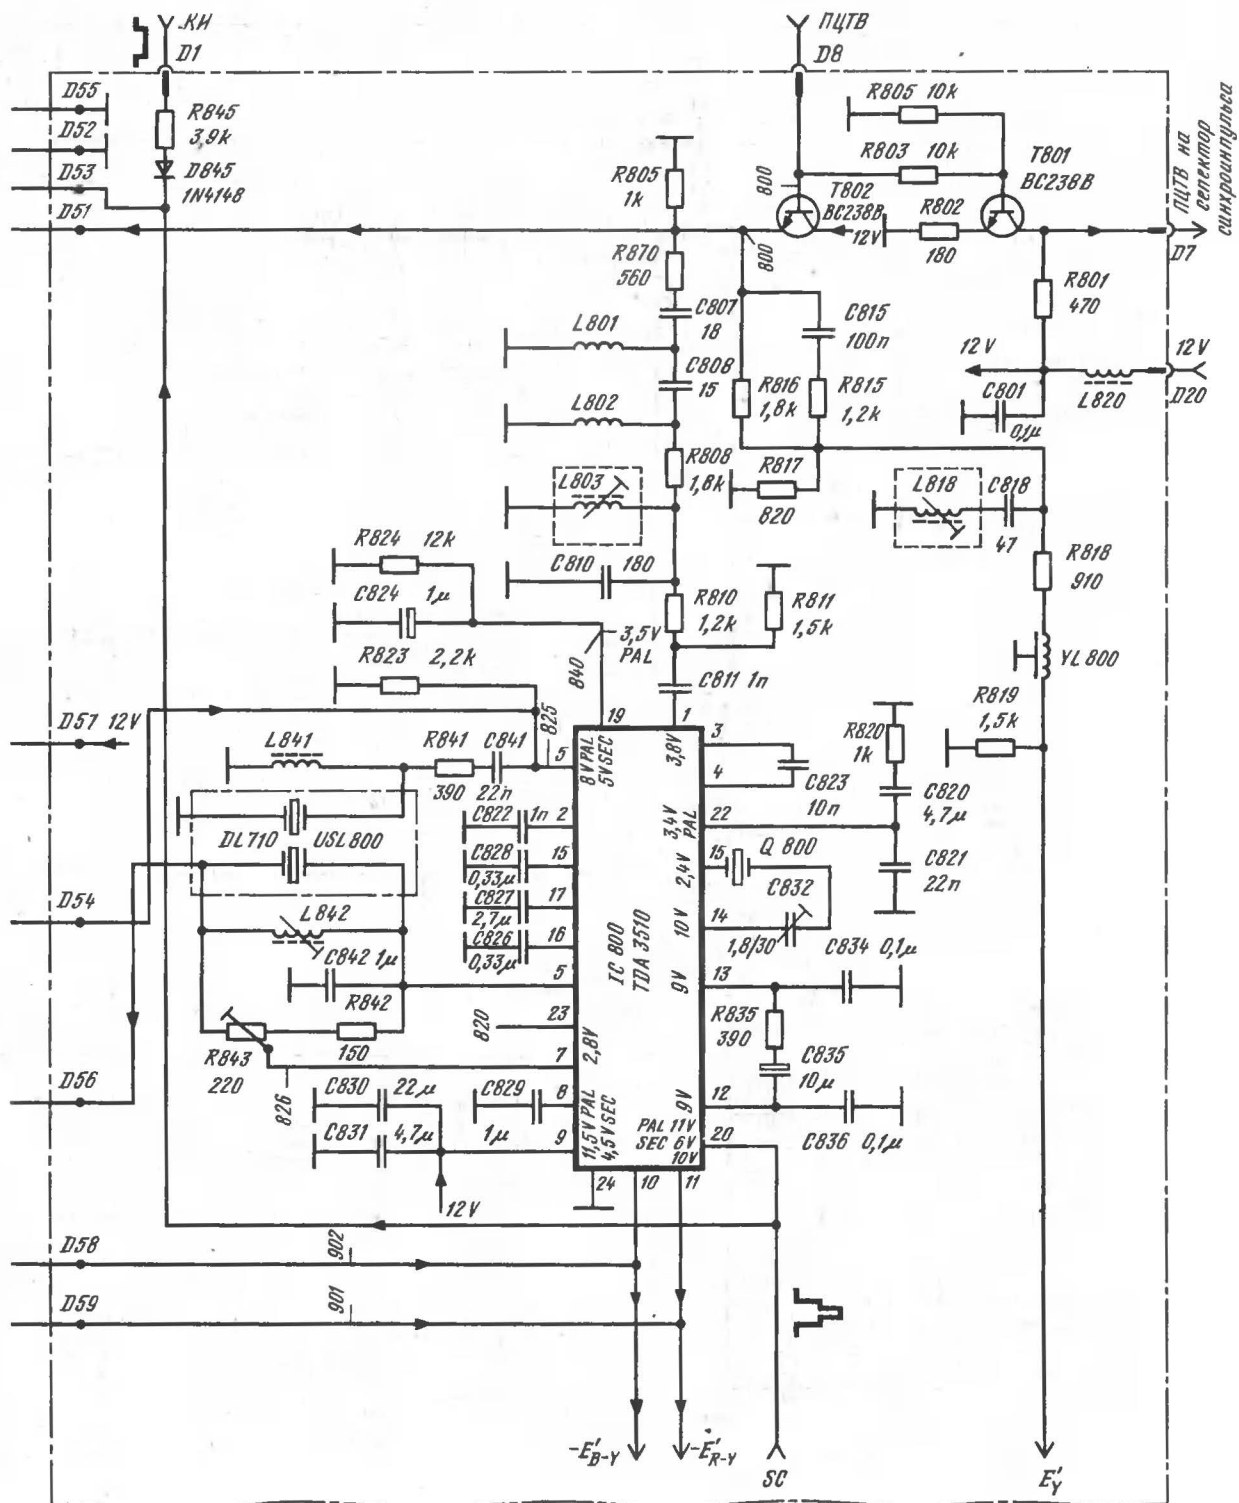 КИ
D1
ПЦТВ
D8
D55
D52
D53
D51
R845
3,9k
D845
1N4148
R805
1k
R805 10k
R803 10k
T801
BC238B
T802
BC238B
800
800
12V
R802
180
ПЦТВ на
селектор
синхроимпульса
D7
R801
470
R870
560
C807
18
L801
C808
15
L802
C815
100n
R816
1,8k
R815
1,2k
12V
C801
0,1μ
L820
12V
D20
R808
1,8k
R817
820
L803
L818
C818
47
R818
910
R824 12k
C824 1μ
C810 180
R810
1,2k
R811
1,5k
3,5V
PAL
840
R823 2,2k
C811 1n
YL800
R819
1,5k
D57 12V
L841
R841
390
C841
22n
825
19
1
5
8V PAL
5V SEC
3,8V
3
4
C823
10n
R820
1k
C820
4,7μ
DL710 USL800
C822 1n
2
C828
0,33μ
15
C827
2,7μ
17
C826
0,33μ
16
22
3,4V
PAL
C821
22n
15
2,4V
Q 800
C832
1,8/30
14
10V
D54
L842
C842 1μ
R842
150
5
IC 800
TDA 3510
13
9V
C834 0,1μ
R835
390
C835
10μ
23
820
7
2,8V
R843
220
826
D56
C830 22μ
C831 4,7μ
C829
1μ
8
9
11,5V PAL
4,5V SEC
12
9V
C836 0,1μ
PAL 11V
SEC 6V
10V
20
24
10
11
12V
D58
902
D59
901
-E'B-Y
-E'R-Y
SC
E'Y